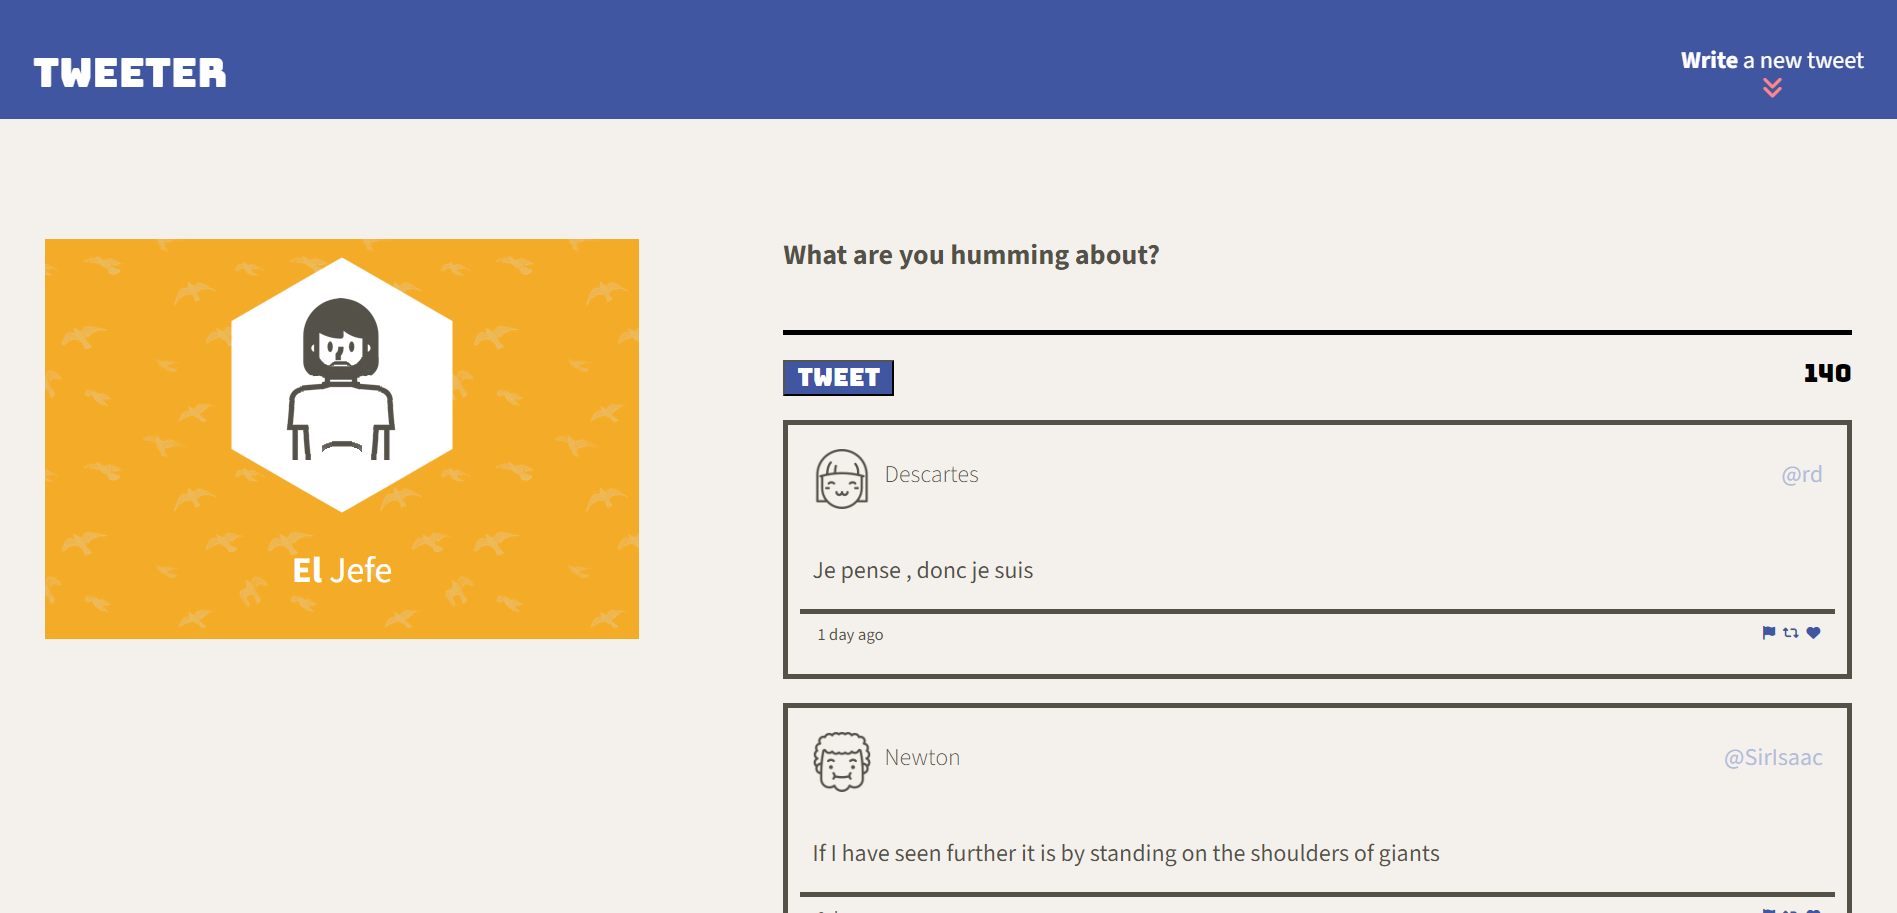 TWEETER
Write a new tweet
El Jefe
What are you humming about?
TWEET
140
Descartes
@rd
Je pense , donc je suis
1 day ago
Newton
@SirIsaac
If I have seen further it is by standing on the shoulders of giants